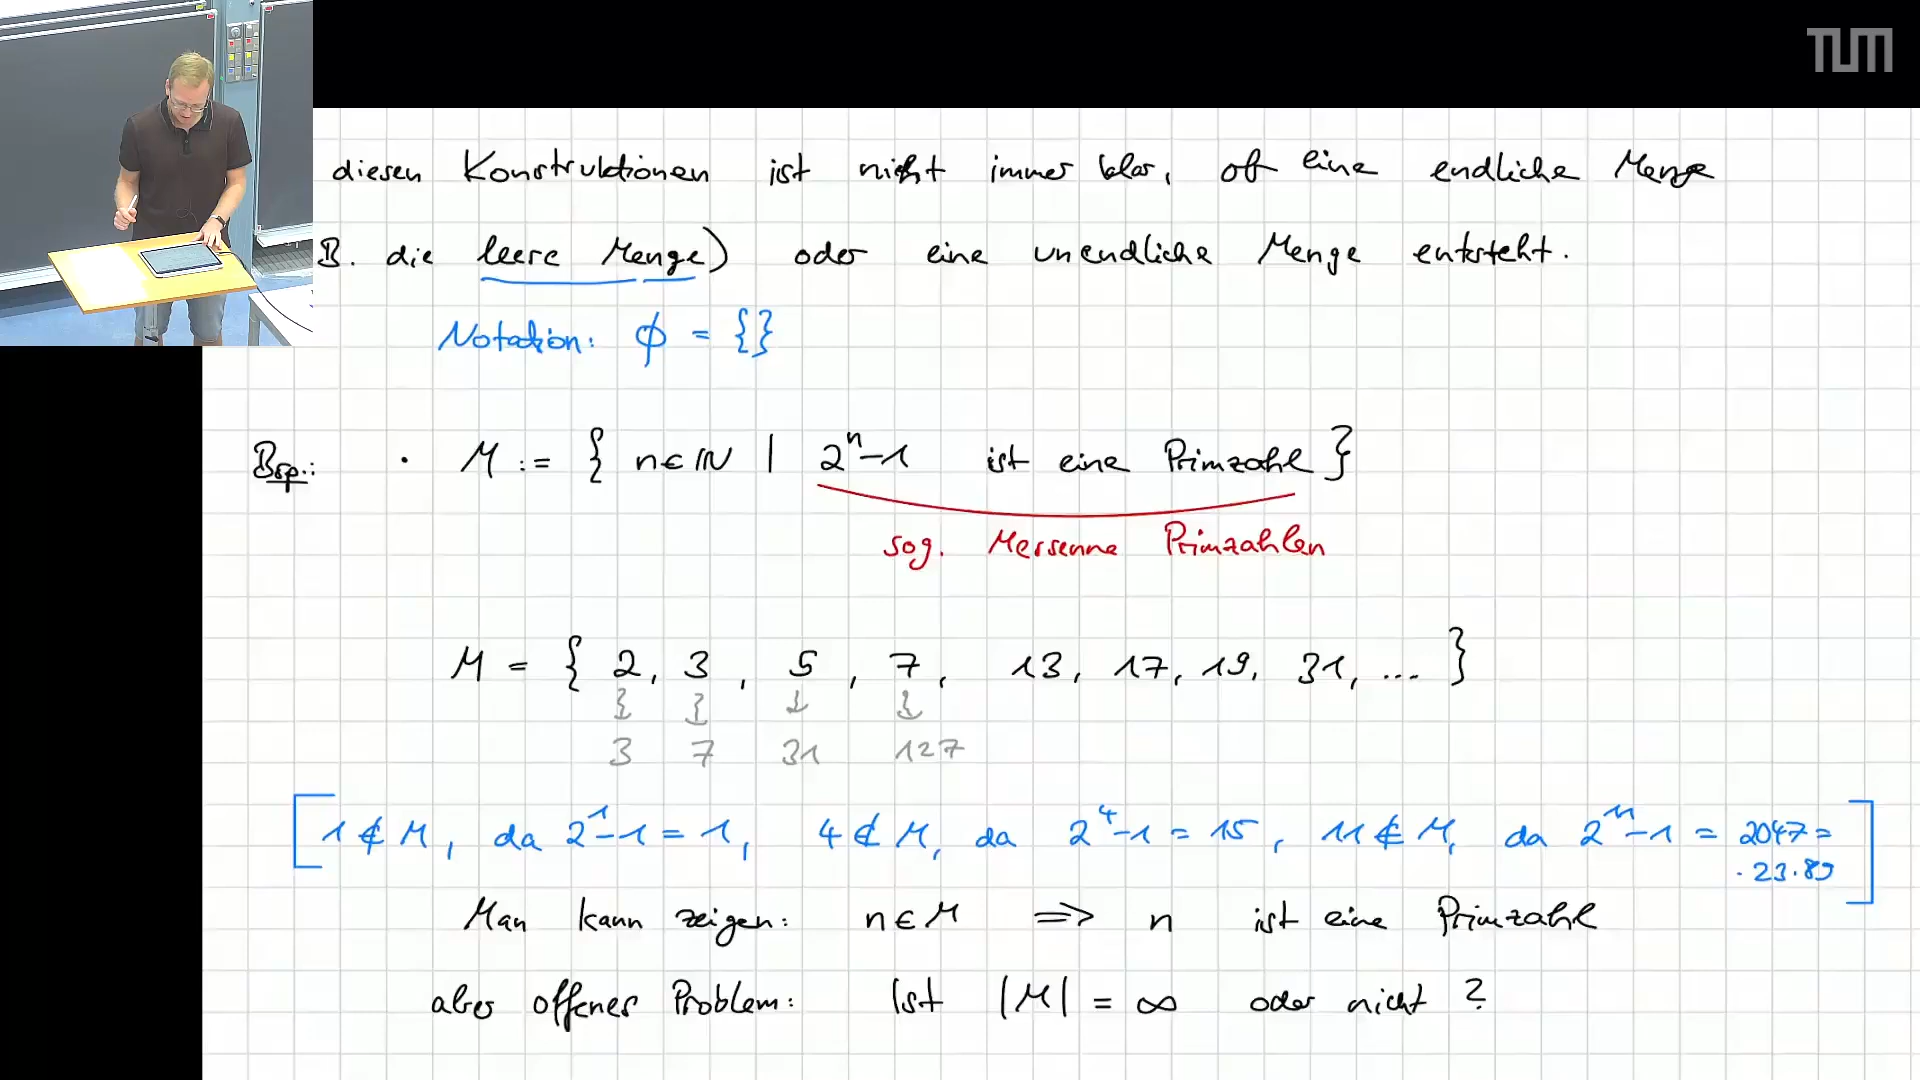 TUM
diesen Konstruktionen ist nicht immer klar, ob eine endliche Menge
B. die leere Menge) oder eine unendliche Menge entsteht.
Notation: ∅ = {}
Bsp.: · M := { n ∈ ℕ | 2ⁿ-1 ist eine Primzahl }
sog. Mersenne Primzahlen
M = { 2, 3, 5, 7, 13, 17, 19, 31, ... }
3 7 31 127
[ 1 ∉ M, da 2¹-1 = 1, 4 ∉ M, da 2⁴-1 = 15, 11 ∉ M, da 2¹¹-1 = 2047 =
· 23·89 ]
Man kann zeigen: n ∈ M ⇒ n ist eine Primzahl
aber offenes Problem: Ist |M| = ∞ oder nicht ?